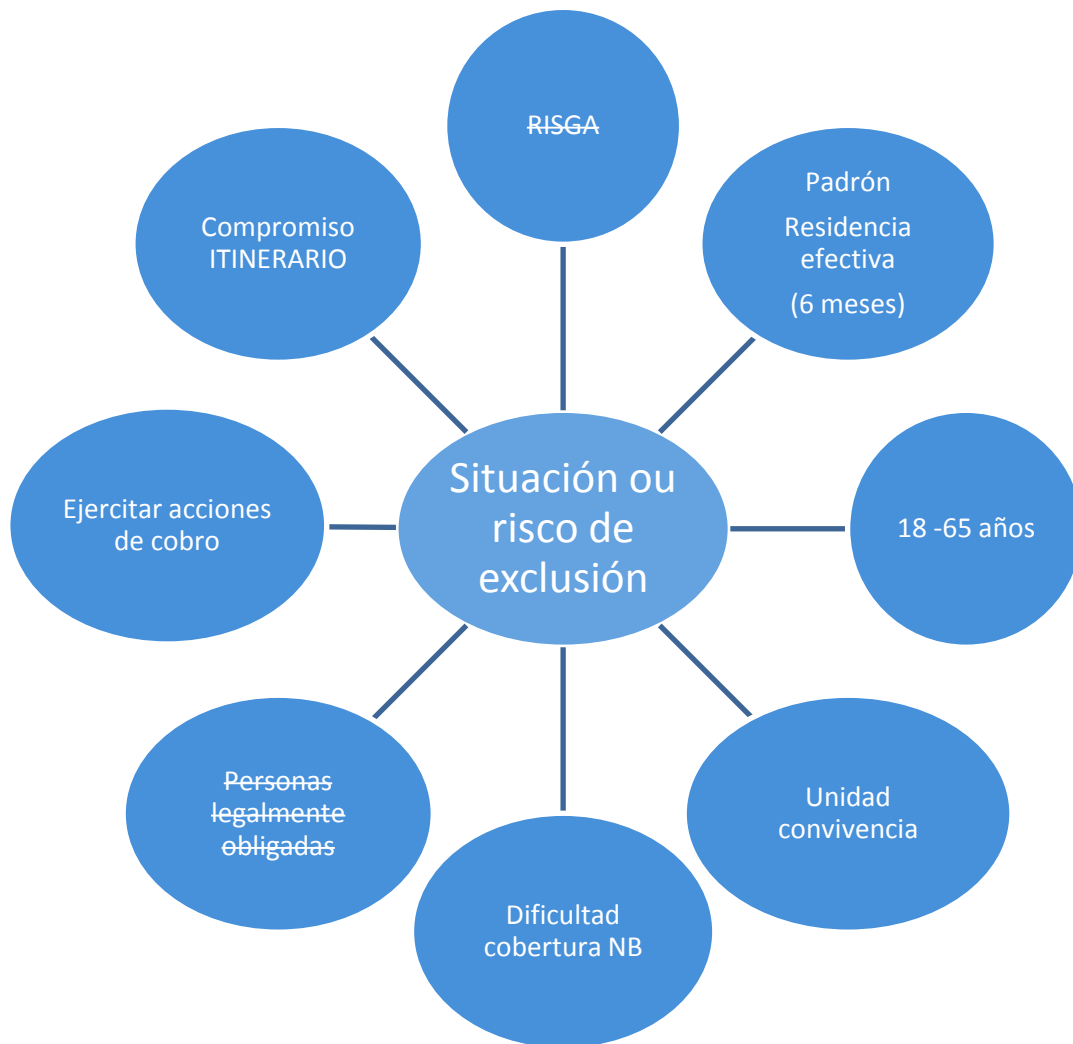 RISGA
Padrón
Residencia
efectiva
(6 meses)
18 -65 años
Unidad
convivencia
Dificultad
cobertura NB
Personas
legalmente
obligadas
Ejercitar acciones
de cobro
Compromiso
ITINERARIO
Situación ou
risco de
exclusión